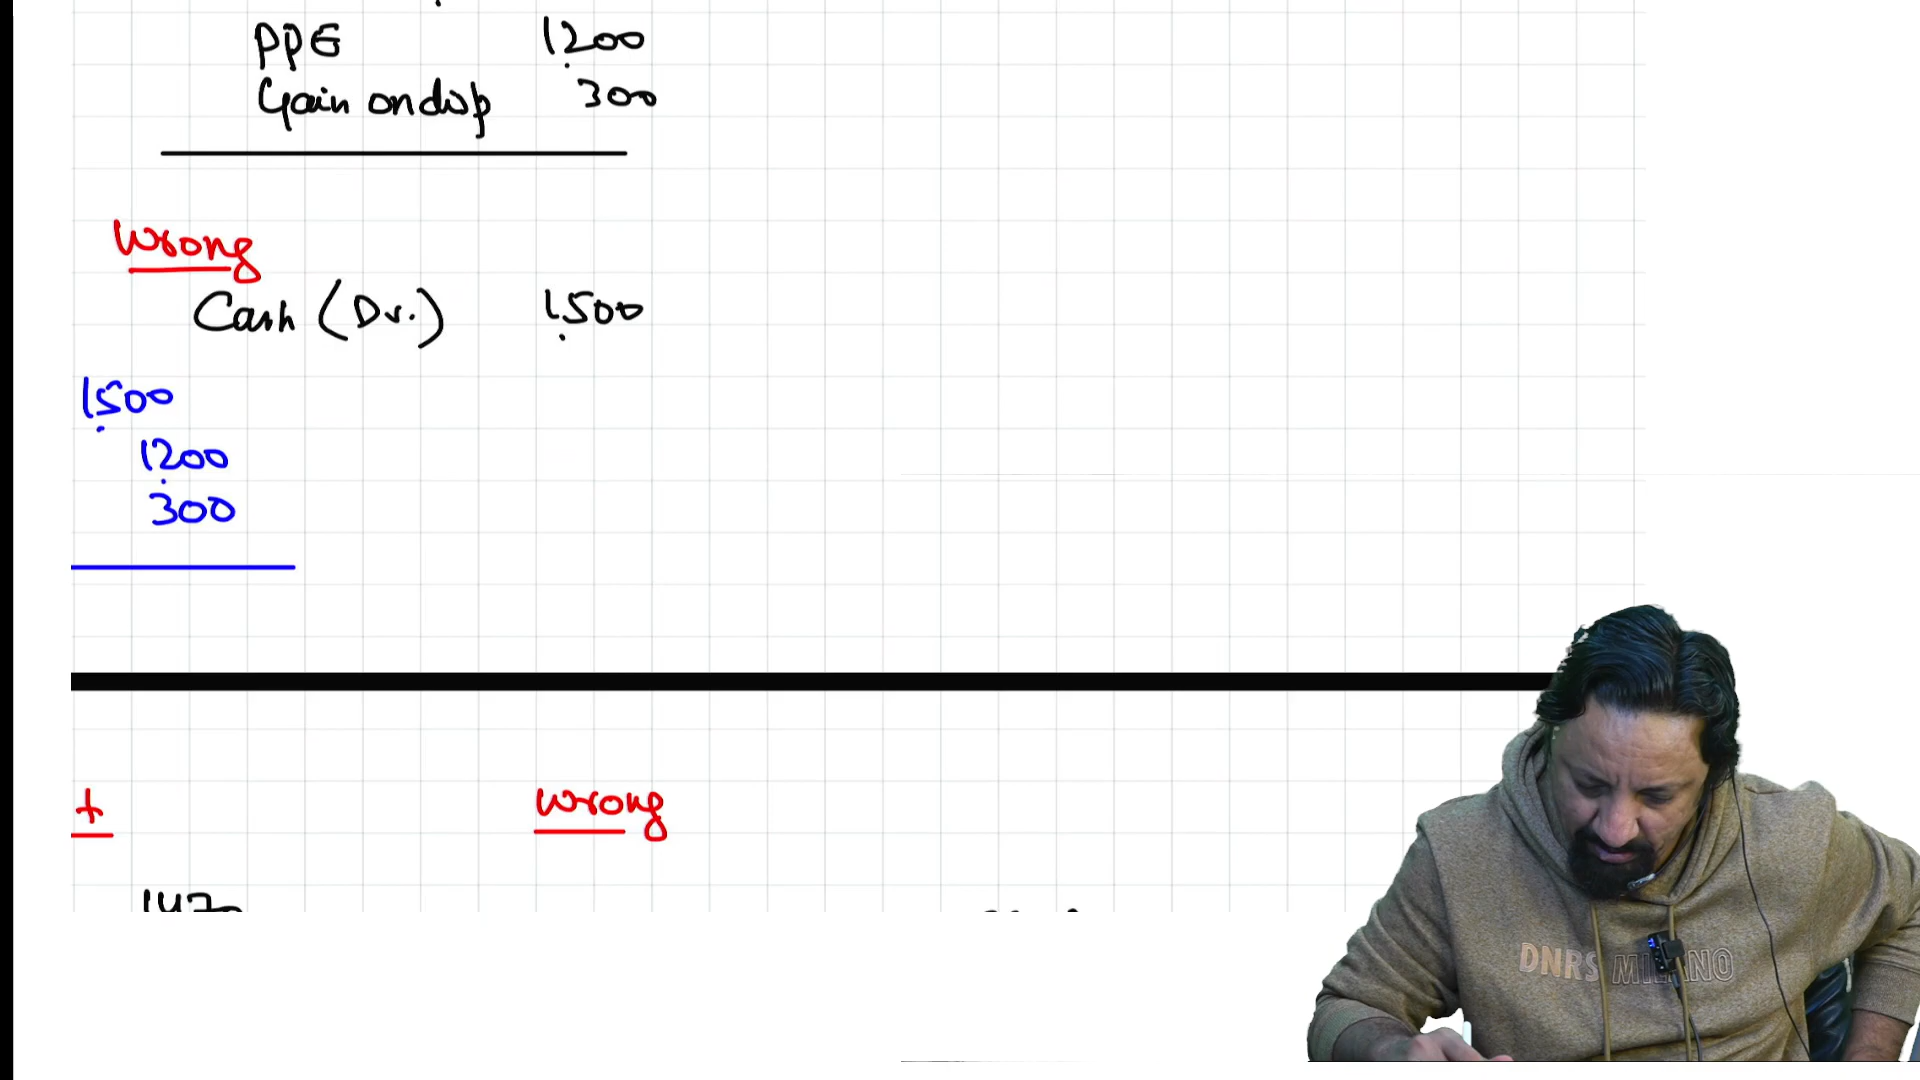 PPE 1200
Gain on disp 300
Wrong
Cash (Dr.) 1500
1500
1200
300
+
wrong
DNRS MILANO